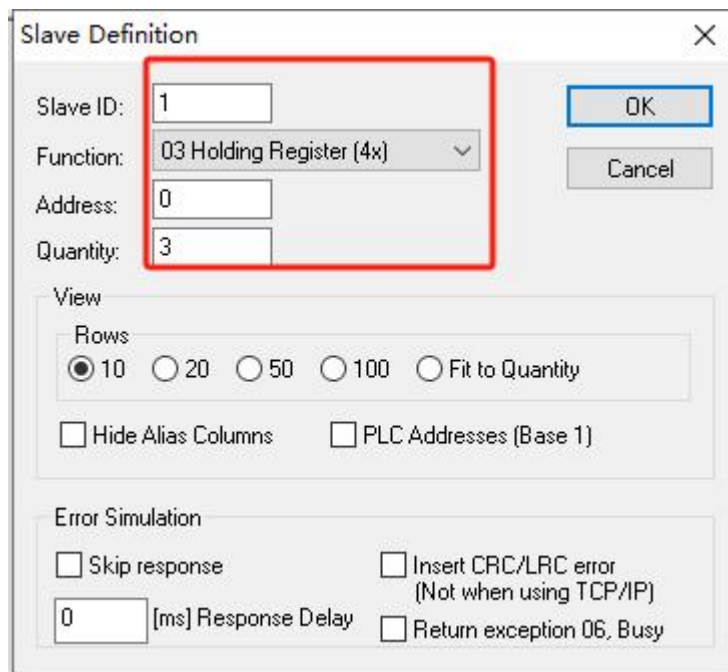 Slave Definition
Slave ID: 1
OK
Function: 03 Holding Register (4x)
Cancel
Address: 0
Quantity: 3
View
Rows
10 20 50 100 Fit to Quantity
Hide Alias Columns PLC Addresses (Base 1)
Error Simulation
Skip response Insert CRC/LRC error
(Not when using TCP/IP)
0 [ms] Response Delay
Return exception 06, Busy